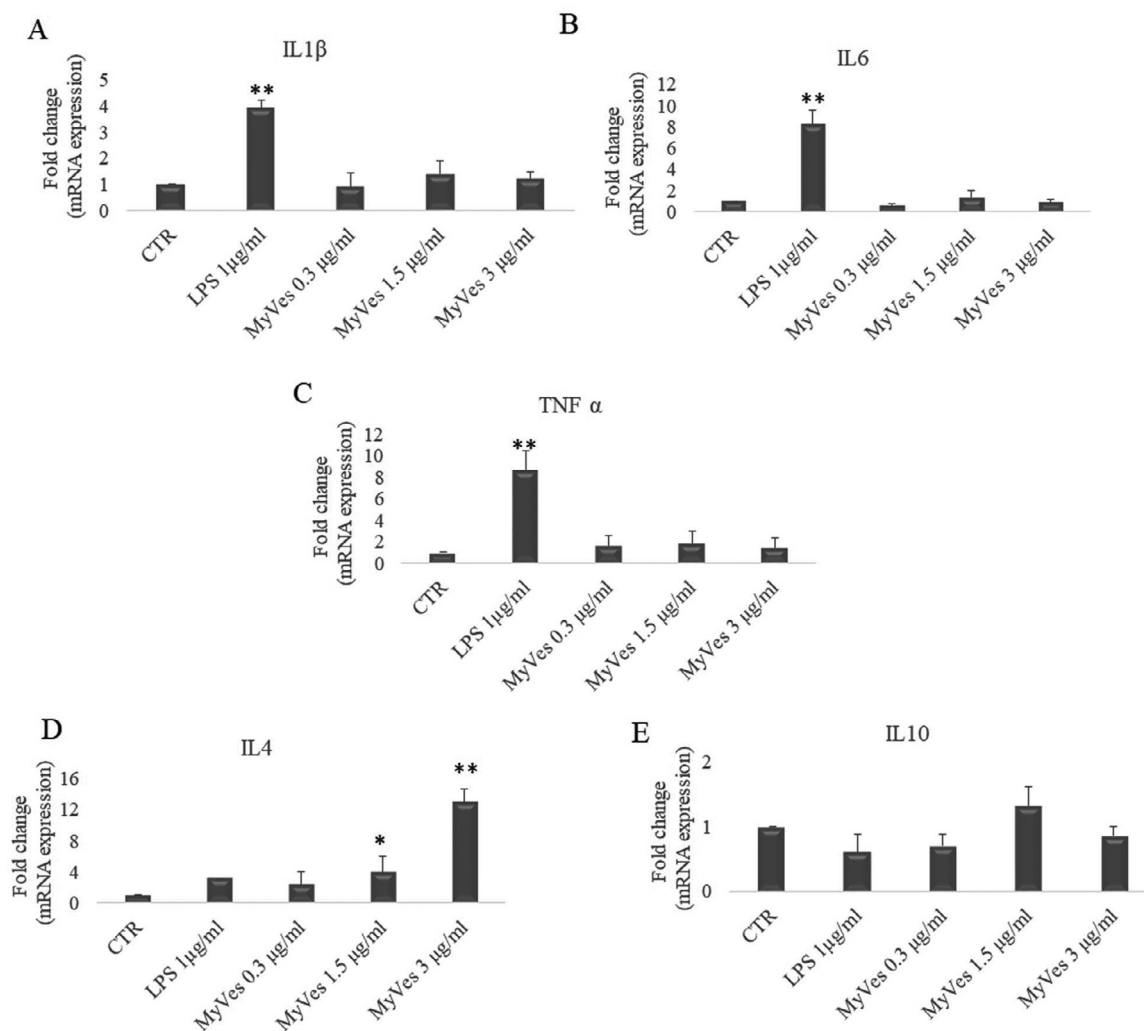 A
IL1β
Fold change
(mRNA expression)
5
4
3
2
1
0
**
CTR
LPS 1μg/ml
MyVes 0.3 μg/ml
MyVes 1.5 μg/ml
MyVes 3 μg/ml
B
IL6
Fold change
(mRNA expression)
12
10
8
6
4
2
0
**
CTR
LPS 1μg/ml
MyVes 0.3 μg/ml
MyVes 1.5 μg/ml
MyVes 3 μg/ml
C
TNF α
Fold change
(mRNA expression)
12
10
8
6
4
2
0
**
CTR
LPS 1μg/ml
MyVes 0.3 μg/ml
MyVes 1.5 μg/ml
MyVes 3 μg/ml
D
IL4
Fold change
(mRNA expression)
16
12
8
4
0
*
**
CTR
LPS 1μg/ml
MyVes 0.3 μg/ml
MyVes 1.5 μg/ml
MyVes 3 μg/ml
E
IL10
Fold change
(mRNA expression)
2
1
0
CTR
LPS 1μg/ml
MyVes 0.3 μg/ml
MyVes 1.5 μg/ml
MyVes 3 μg/ml